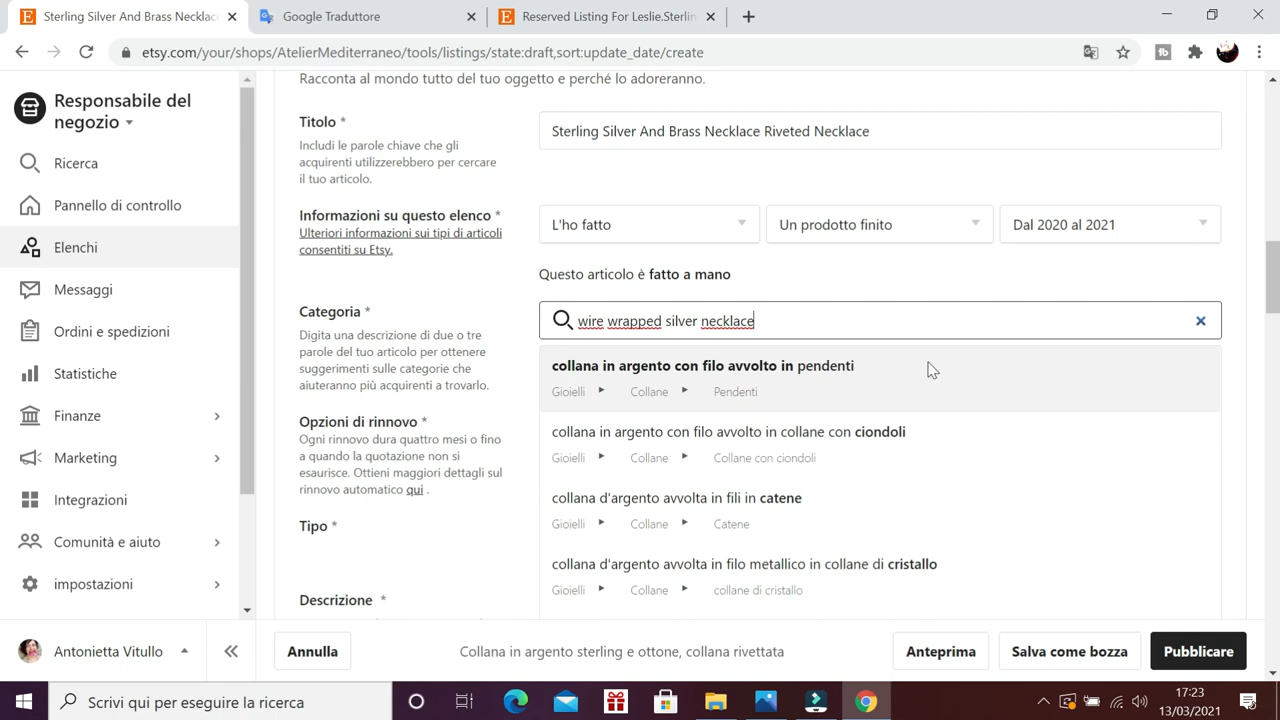 Sterling Silver And Brass Necklac
Google Traduttore
Reserved Listing For Leslie.Sterlin
etsy.com/your/shops/AtelierMediterraneo/tools/listings/state:draft,sort:update_date/create
Racconta al mondo tutto del tuo oggetto e perché lo adoreranno.
Responsabile del
negozio
Ricerca
Pannello di controllo
Elenchi
Messaggi
Ordini e spedizioni
Statistiche
Finanze
Marketing
Integrazioni
Comunità e aiuto
impostazioni
Antonietta Vitullo
Titolo *
Includi le parole chiave che gli
acquirenti utilizzerebbero per cercare
il tuo articolo.
Sterling Silver And Brass Necklace Riveted Necklace
Informazioni su questo elenco *
Ulteriori informazioni sui tipi di articoli
consentiti su Etsy.
L'ho fatto
Un prodotto finito
Dal 2020 al 2021
Questo articolo è fatto a mano
Categoria *
Digita una descrizione di due o tre
parole del tuo articolo per ottenere
suggerimenti sulle categorie che
aiuteranno più acquirenti a trovarlo.
wire wrapped silver necklace
collana in argento con filo avvolto in pendenti
Gioielli Collane Pendenti
collana in argento con filo avvolto in collane con ciondoli
Gioielli Collane Collane con ciondoli
collana d'argento avvolta in fili in catene
Gioielli Collane Catene
collana d'argento avvolta in filo metallico in collane di cristallo
Gioielli Collane collane di cristallo
Opzioni di rinnovo *
Ogni rinnovo dura quattro mesi o fino
a quando la quotazione non si
esaurisce. Ottieni maggiori dettagli sul
rinnovo automatico qui .
Tipo *
Descrizione *
Annulla
Collana in argento sterling e ottone, collana rivettata
Anteprima
Salva come bozza
Pubblicare
Scrivi qui per eseguire la ricerca
17:23
13/03/2021